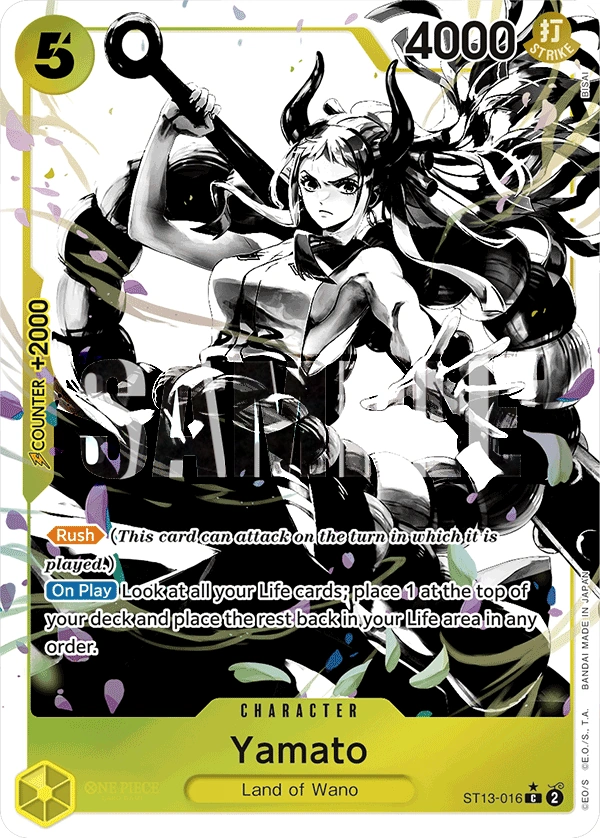 5
4000
打
STRIKE
BISAI
COUNTER +2000
SAMPLE
Rush (This card can attack on the turn in which it is
played.)
On Play Look at all your Life cards; place 1 at the top of
your deck and place the rest back in your Life area in any
order.
CHARACTER
Yamato
Land of Wano
ONE PIECE
ST13-016 C 2
©E.O/S ©E.O./S., T.A. BANDAI MADE IN JAPAN